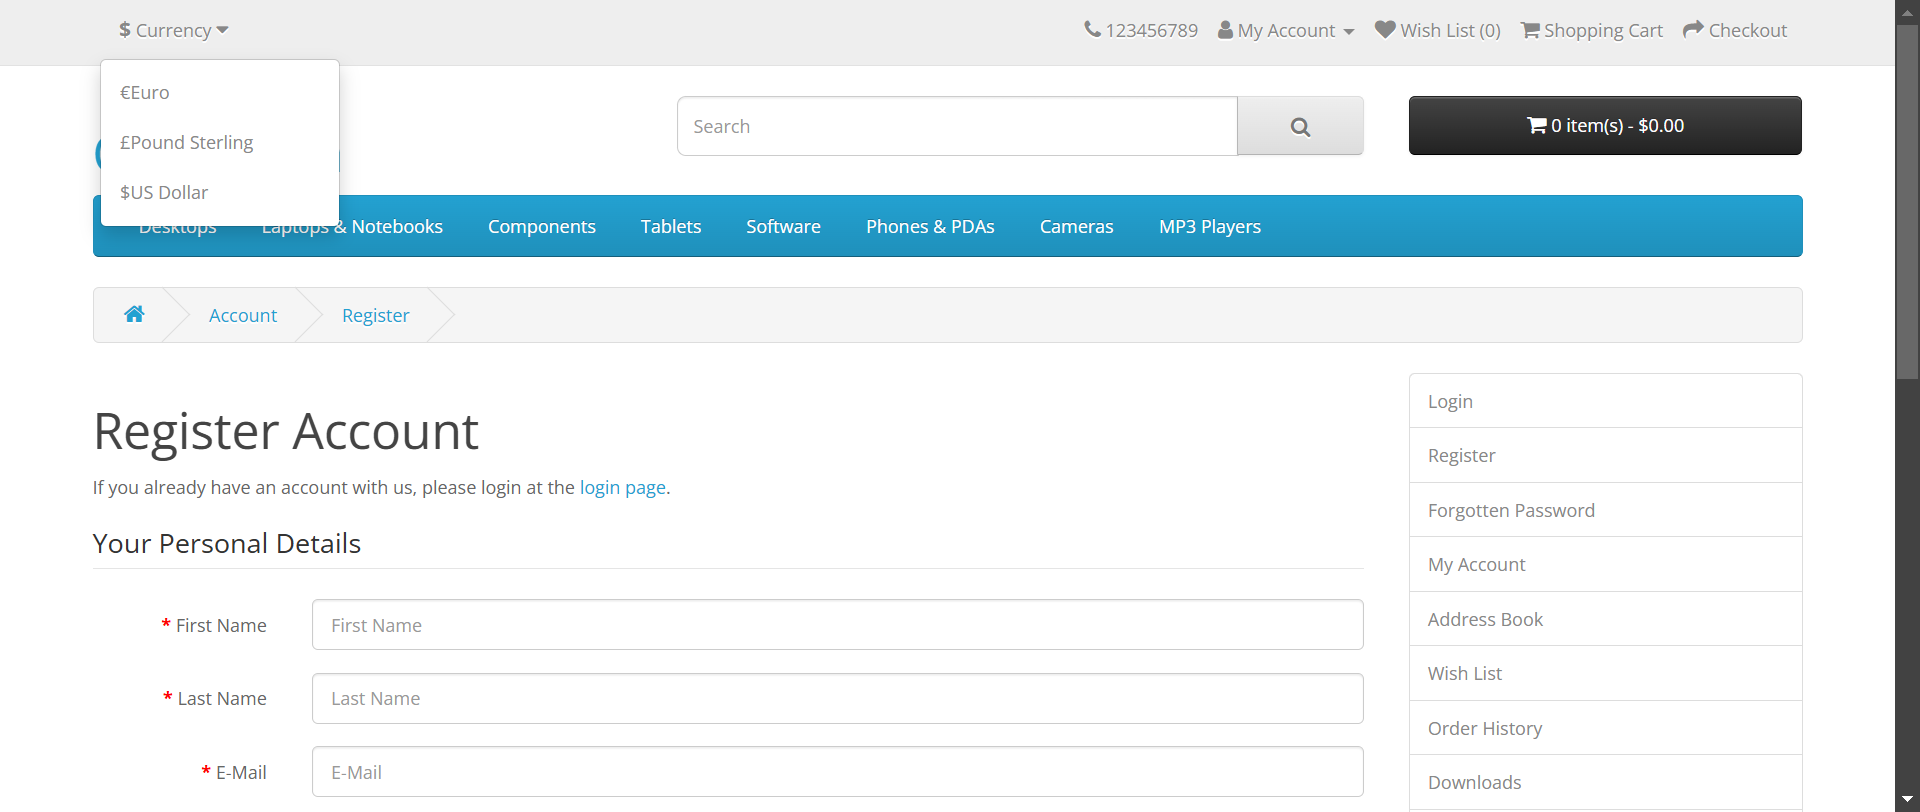 $ Currency
123456789 My Account Wish List (0) Shopping Cart Checkout
€Euro
£Pound Sterling
$US Dollar
Search
0 item(s) - $0.00
Desktops Laptops & Notebooks Components Tablets Software Phones & PDAs Cameras MP3 Players
Account Register
Register Account
If you already have an account with us, please login at the login page.
Your Personal Details
* First Name First Name
* Last Name Last Name
* E-Mail E-Mail
Login
Register
Forgotten Password
My Account
Address Book
Wish List
Order History
Downloads